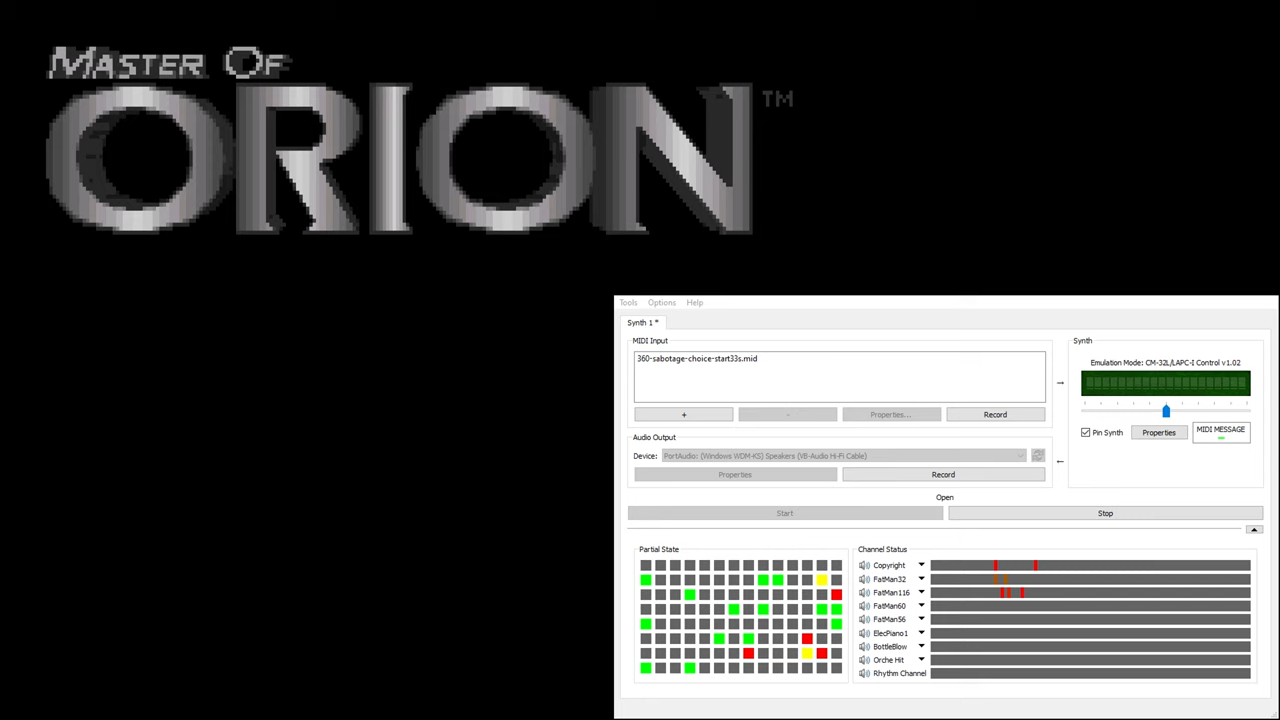 MASTER OF
ORION™
Tools Options Help
Synth 1 *
MIDI Input
360-sabotage-choice-start33s.mid
+ - Properties... Record
Synth
Emulation Mode: CM-32L/LAPC-I Control v1.02
Pin Synth Properties MIDI MESSAGE
Audio Output
Device: PortAudio: (Windows WDM-KS) Speakers (VB-Audio Hi-Fi Cable)
Properties Record
Open
Start Stop
Partial State
Channel Status
Copyright
FatMan32
FatMan116
FatMan60
FatMan56
ElecPiano1
BottleBlow
Orche Hit
Rhythm Channel